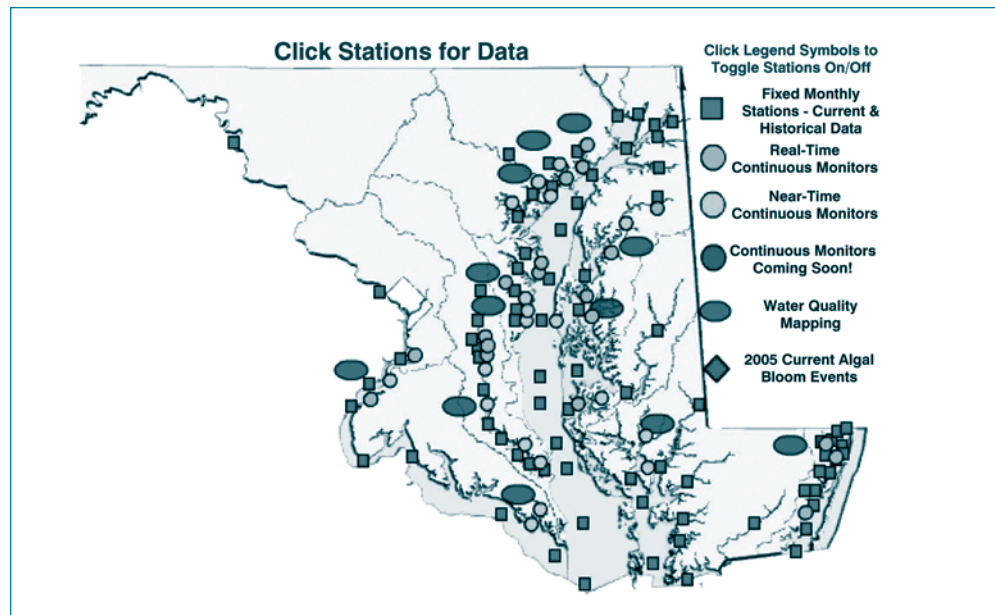 Click Stations for Data
Click Legend Symbols to
Toggle Stations On/Off
Fixed Monthly
Stations - Current &
Historical Data
Real-Time
Continuous Monitors
Near-Time
Continuous Monitors
Continuous Monitors
Coming Soon!
Water Quality
Mapping
2005 Current Algal
Bloom Events